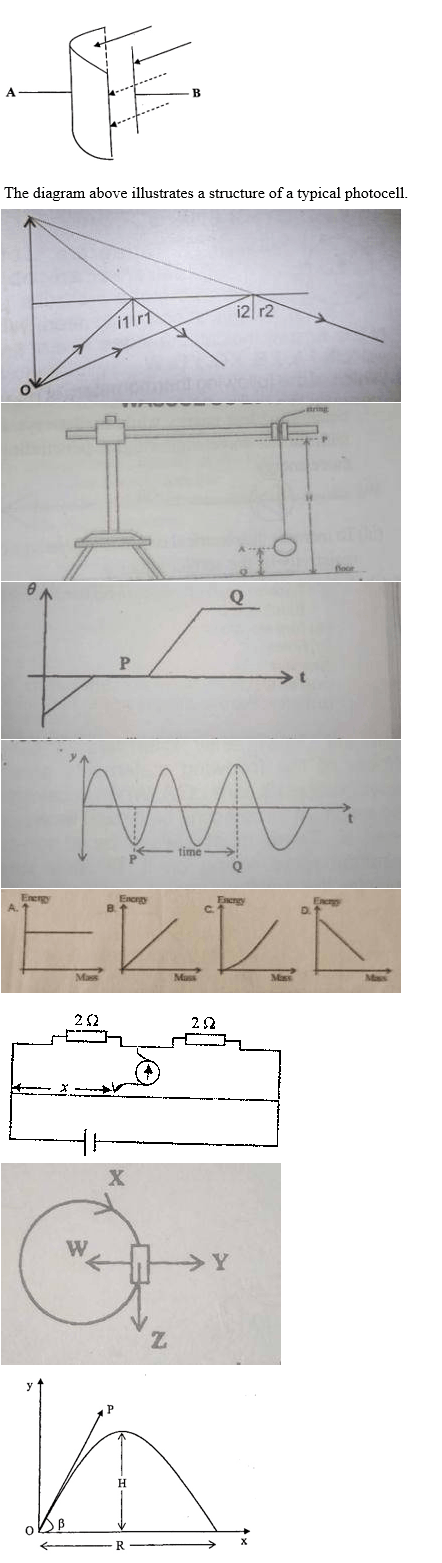 A
B
The diagram above illustrates a structure of a typical photocell.
i1 r1 i2 r2
O
string
P
H
A
Q
floor
θ
Q
P
t
y
t
P time Q
A. Energy Mass
B. Energy Mass
C. Energy Mass
D. Energy Mass
2 Ω 2 Ω
x
X
W
Y
Z
y
P
H
O
β
x
R